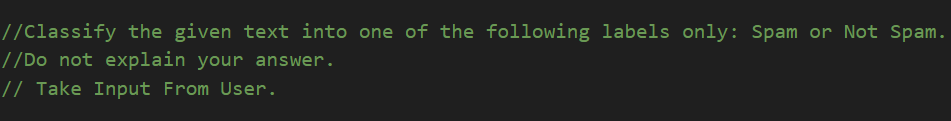 //Classify the given text into one of the following labels only: Spam or Not Spam.
//Do not explain your answer.
// Take Input From User.